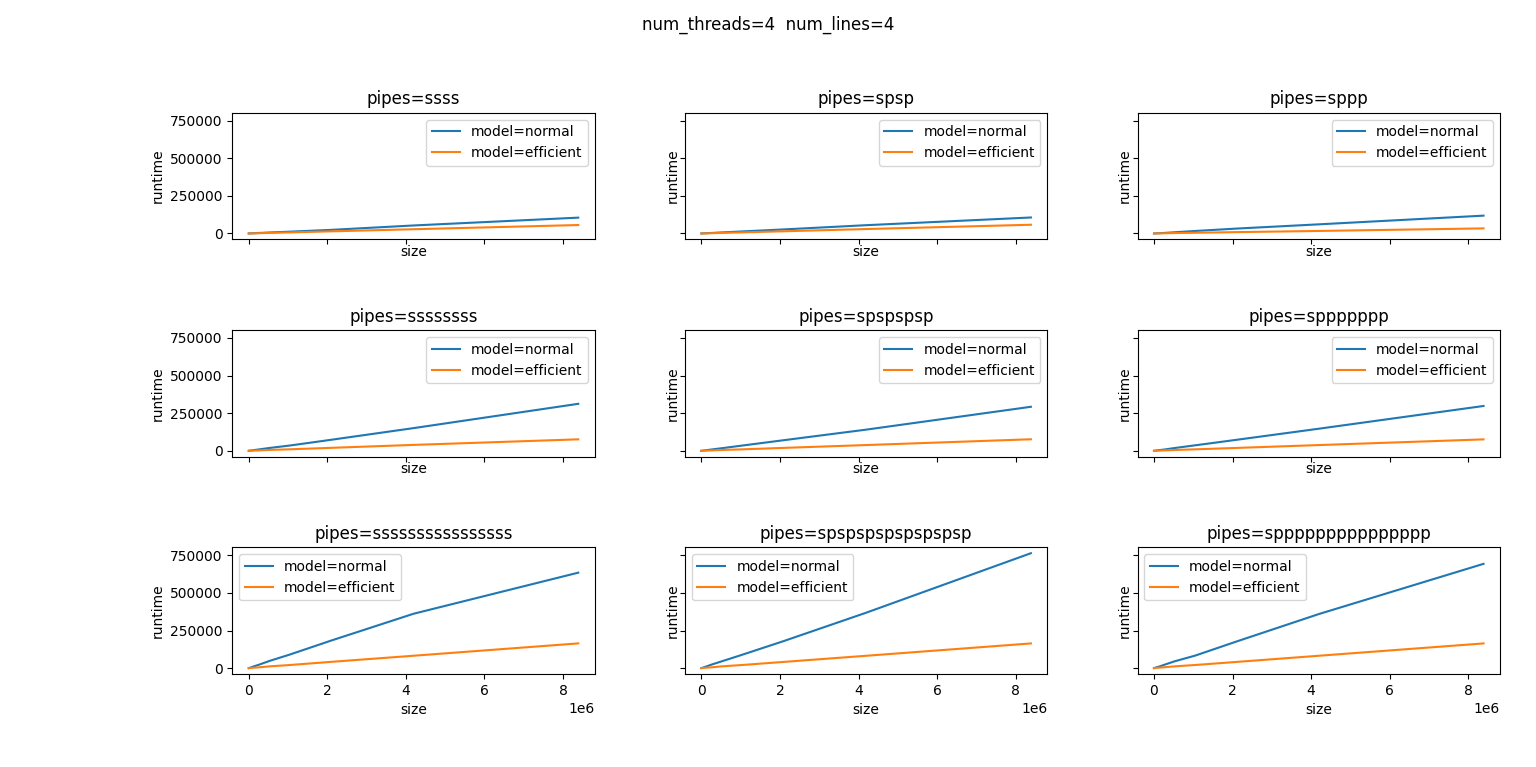 num_threads=4  num_lines=4
pipes=ssss
750000
500000
250000
0
runtime
size
model=normal
model=efficient
pipes=spsp
runtime
size
model=normal
model=efficient
pipes=sppp
runtime
size
model=normal
model=efficient
pipes=ssssssss
750000
500000
250000
0
runtime
size
model=normal
model=efficient
pipes=spspspsp
runtime
size
model=normal
model=efficient
pipes=sppppppp
runtime
size
model=normal
model=efficient
pipes=ssssssssssssssss
750000
500000
250000
0
runtime
model=normal
model=efficient
0 2 4 6 8
1e6
size
pipes=spspspspspspspsp
runtime
model=normal
model=efficient
0 2 4 6 8
1e6
size
pipes=sppppppppppppppp
runtime
model=normal
model=efficient
0 2 4 6 8
1e6
size